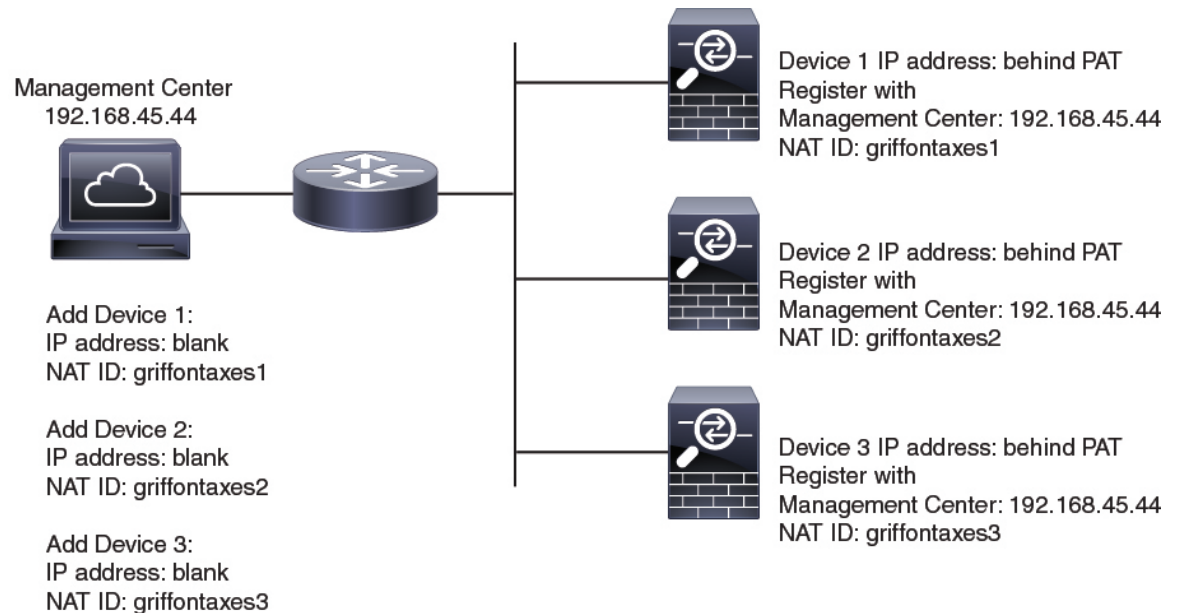 Management Center
192.168.45.44
Add Device 1:
IP address: blank
NAT ID: griffontaxes1
Add Device 2:
IP address: blank
NAT ID: griffontaxes2
Add Device 3:
IP address: blank
NAT ID: griffontaxes3
Device 1 IP address: behind PAT
Register with
Management Center: 192.168.45.44
NAT ID: griffontaxes1
Device 2 IP address: behind PAT
Register with
Management Center: 192.168.45.44
NAT ID: griffontaxes2
Device 3 IP address: behind PAT
Register with
Management Center: 192.168.45.44
NAT ID: griffontaxes3